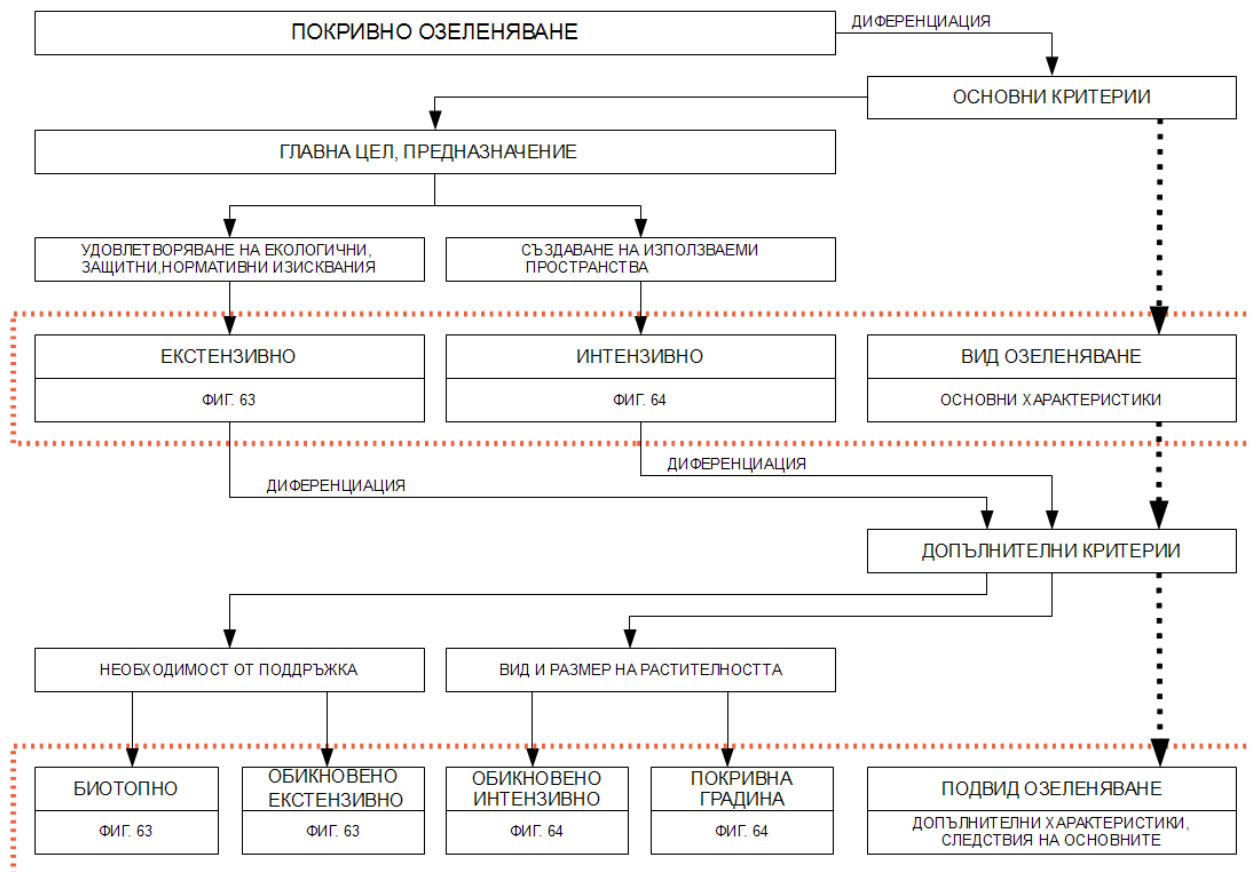 ПОКРИВНО ОЗЕЛЕНЯВАНЕ
ДИФЕРЕНЦИАЦИЯ
ОСНОВНИ КРИТЕРИИ
ГЛАВНА ЦЕЛ, ПРЕДНАЗНАЧЕНИЕ
УДОВЛЕТВОРЯВАНЕ НА ЕКОЛОГИЧНИ,
ЗАЩИТНИ,НОРМАТИВНИ ИЗИСКВАНИЯ
СЪЗДАВАНЕ НА ИЗПОЛЗВАЕМИ
ПРОСТРАНСТВА
ЕКСТЕНЗИВНО
ФИГ. 63
ИНТЕНЗИВНО
ФИГ. 64
ВИД ОЗЕЛЕНЯВАНЕ
ОСНОВНИ ХАРАКТЕРИСТИКИ
ДИФЕРЕНЦИАЦИЯ
ДИФЕРЕНЦИАЦИЯ
ДОПЪЛНИТЕЛНИ КРИТЕРИИ
НЕОБХОДИМОСТ ОТ ПОДДРЪЖКА
ВИД И РАЗМЕР НА РАСТИТЕЛНОСТТА
БИОТОПНО
ФИГ. 63
ОБИКНОВЕНО
ЕКСТЕНЗИВНО
ФИГ. 63
ОБИКНОВЕНО
ИНТЕНЗИВНО
ФИГ. 64
ПОКРИВНА
ГРАДИНА
ФИГ. 64
ПОДВИД ОЗЕЛЕНЯВАНЕ
ДОПЪЛНИТЕЛНИ ХАРАКТЕРИСТИКИ,
СЛЕДСТВИЯ НА ОСНОВНИТЕ